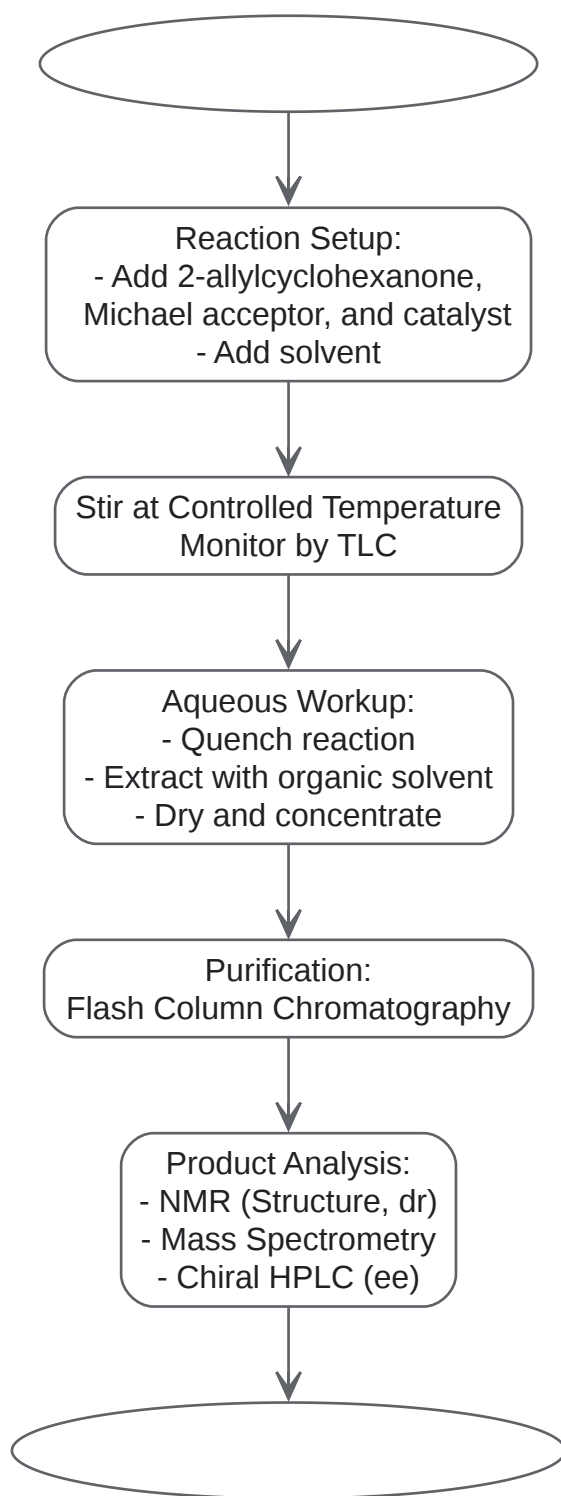 Reaction Setup:
- Add 2-allylcyclohexanone,
Michael acceptor, and catalyst
- Add solvent
Stir at Controlled Temperature
Monitor by TLC
Aqueous Workup:
- Quench reaction
- Extract with organic solvent
- Dry and concentrate
Purification:
Flash Column Chromatography
Product Analysis:
- NMR (Structure, dr)
- Mass Spectrometry
- Chiral HPLC (ee)